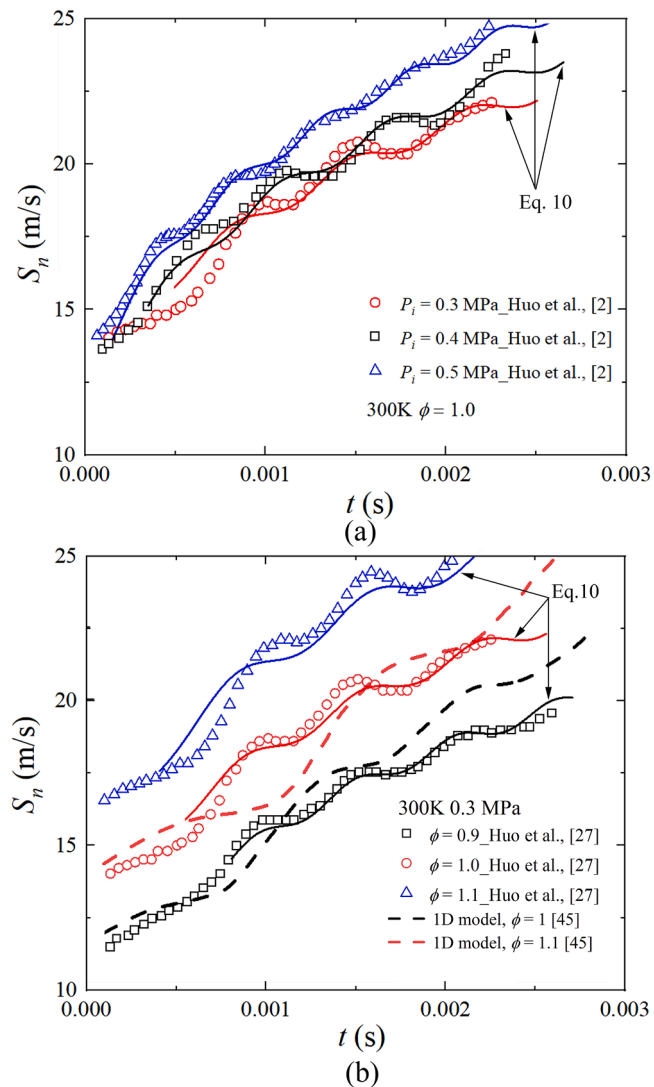 25
20
15
10
S_n (m/s)
Eq. 10
P_i = 0.3 MPa_Huo et al., [2]
P_i = 0.4 MPa_Huo et al., [2]
P_i = 0.5 MPa_Huo et al., [2]
300K ϕ = 1.0
0.000 0.001 0.002 0.003
t (s)
(a)
25
20
15
10
S_n (m/s)
Eq.10
300K 0.3 MPa
ϕ = 0.9_Huo et al., [27]
ϕ = 1.0_Huo et al., [27]
ϕ = 1.1_Huo et al., [27]
1D model, ϕ = 1 [45]
1D model, ϕ = 1.1 [45]
0.000 0.001 0.002 0.003
t (s)
(b)